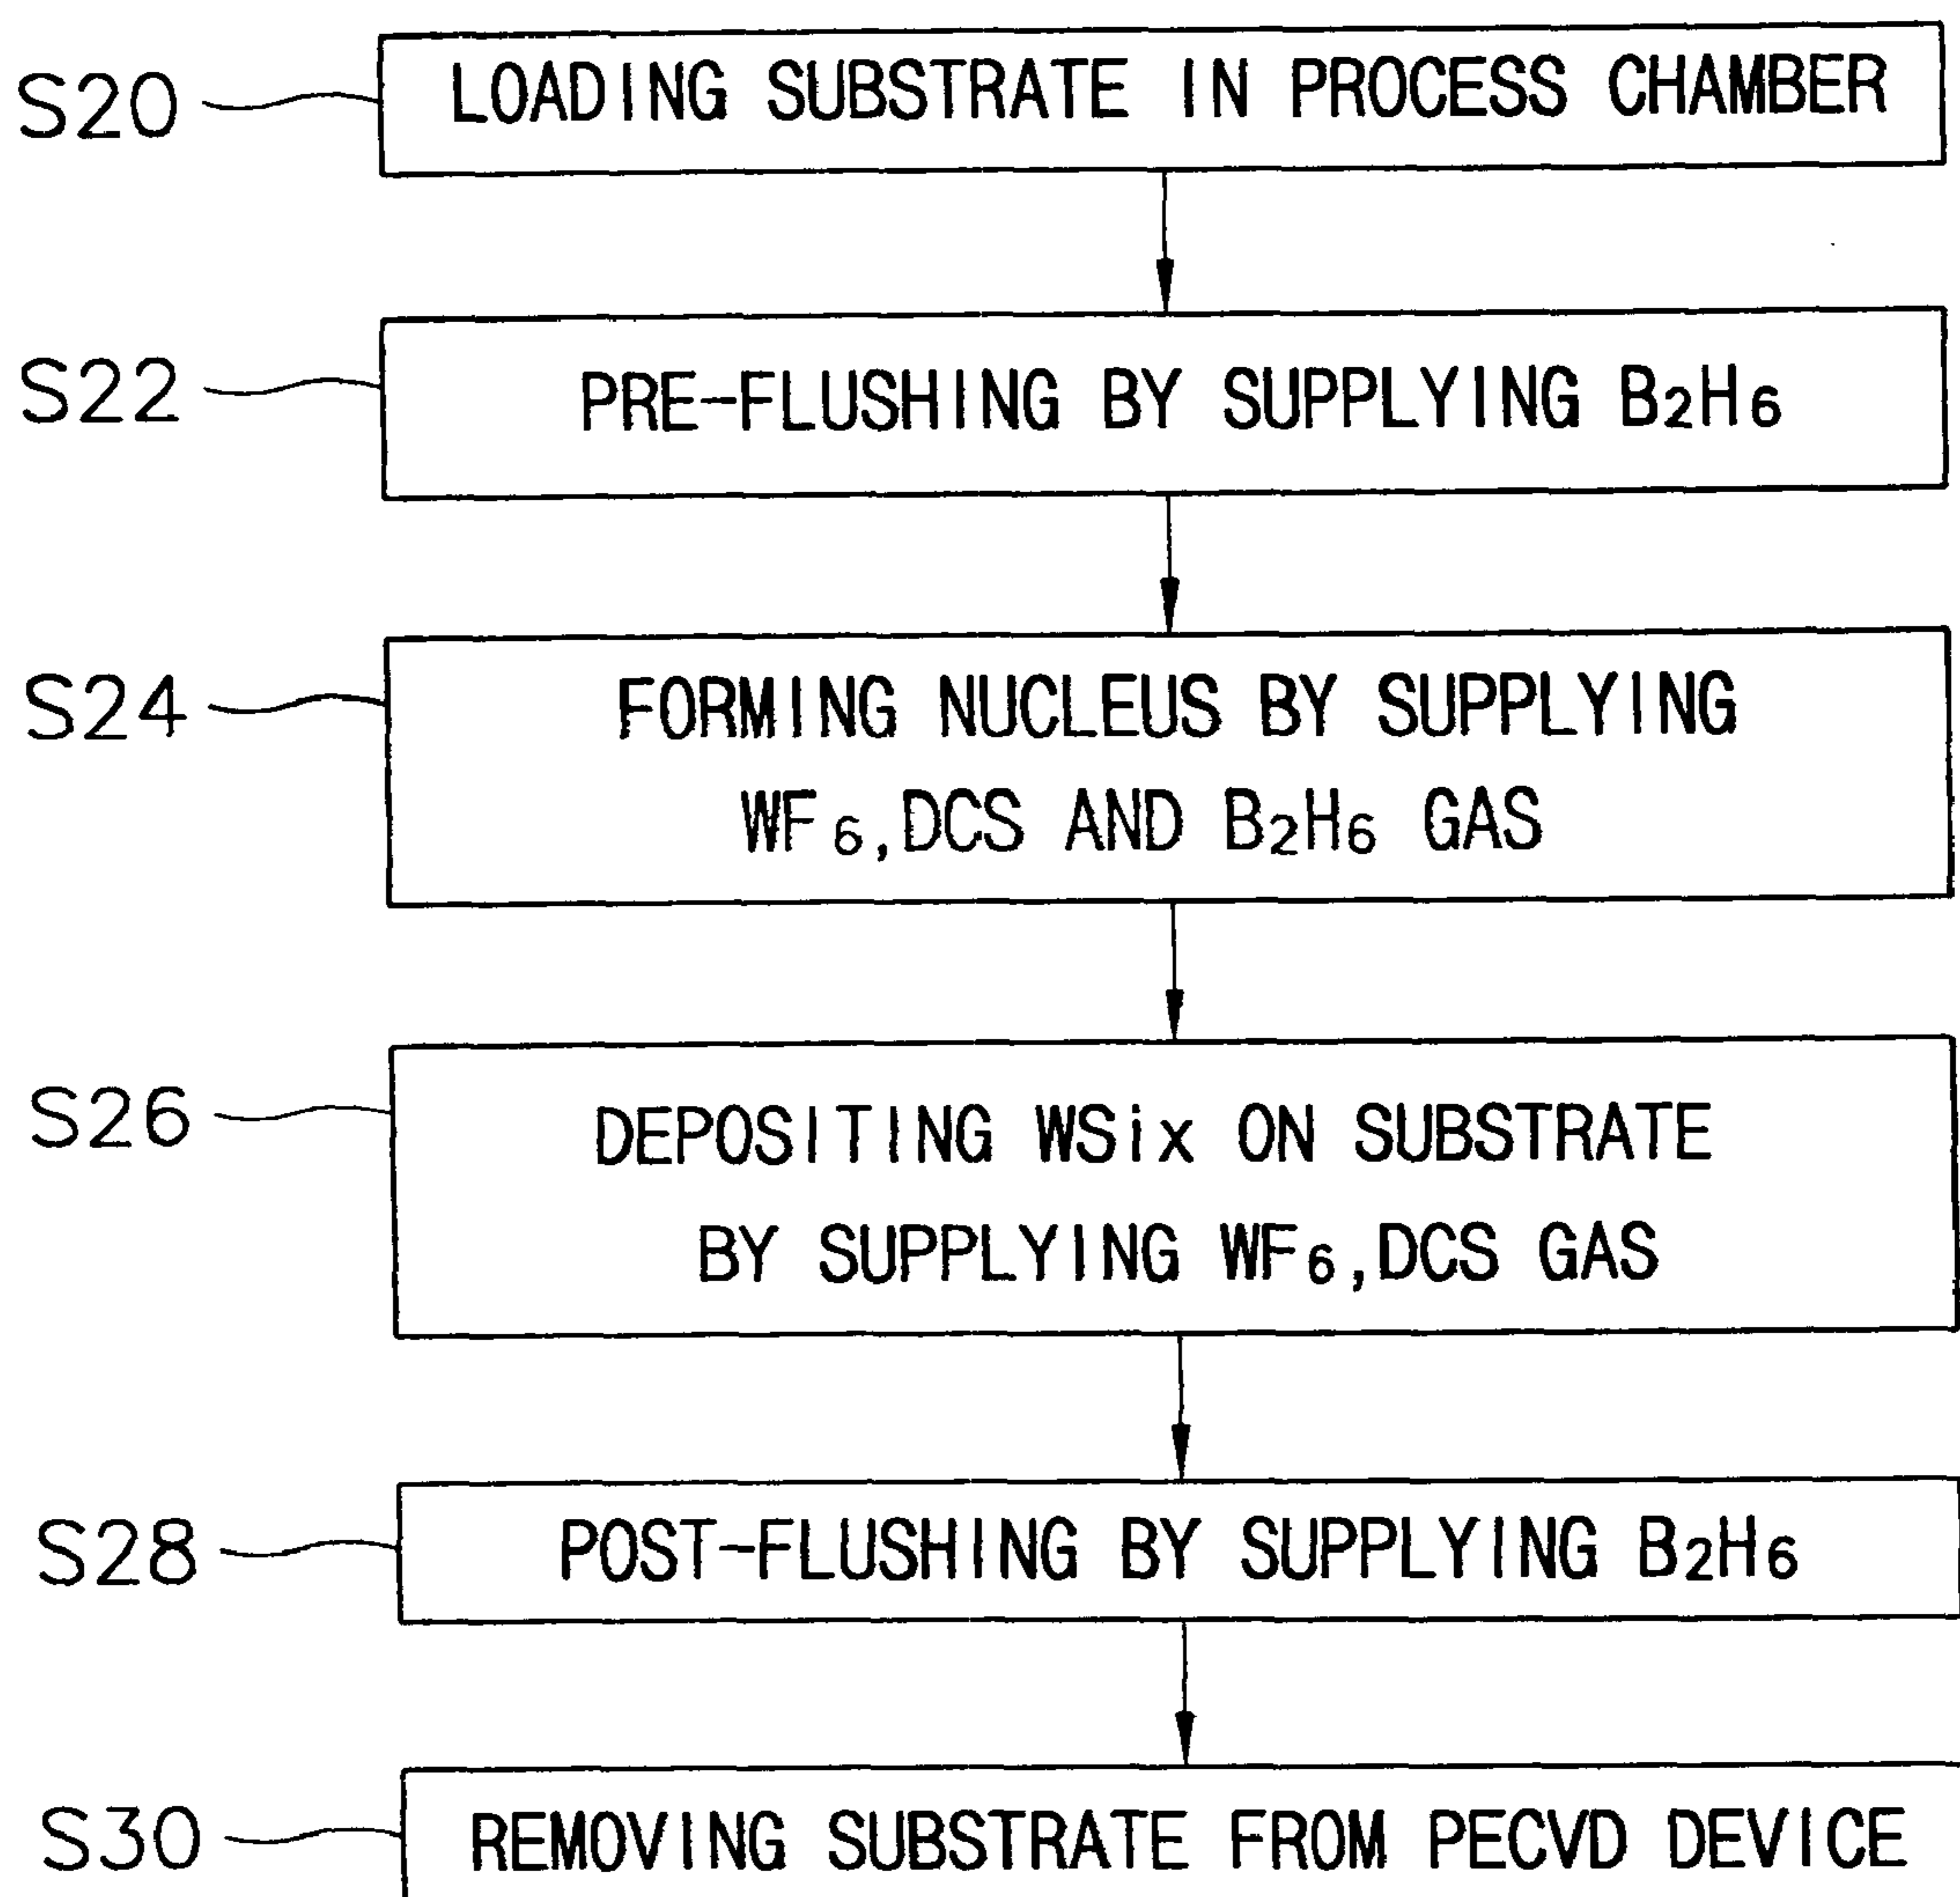 S20 LOADING SUBSTRATE IN PROCESS CHAMBER
S22 PRE-FLUSHING BY SUPPLYING B₂H₆
S24 FORMING NUCLEUS BY SUPPLYING
WF₆,DCS AND B₂H₆ GAS
S26 DEPOSITING WSix ON SUBSTRATE
BY SUPPLYING WF₆,DCS GAS
S28 POST-FLUSHING BY SUPPLYING B₂H₆
S30 REMOVING SUBSTRATE FROM PECVD DEVICE